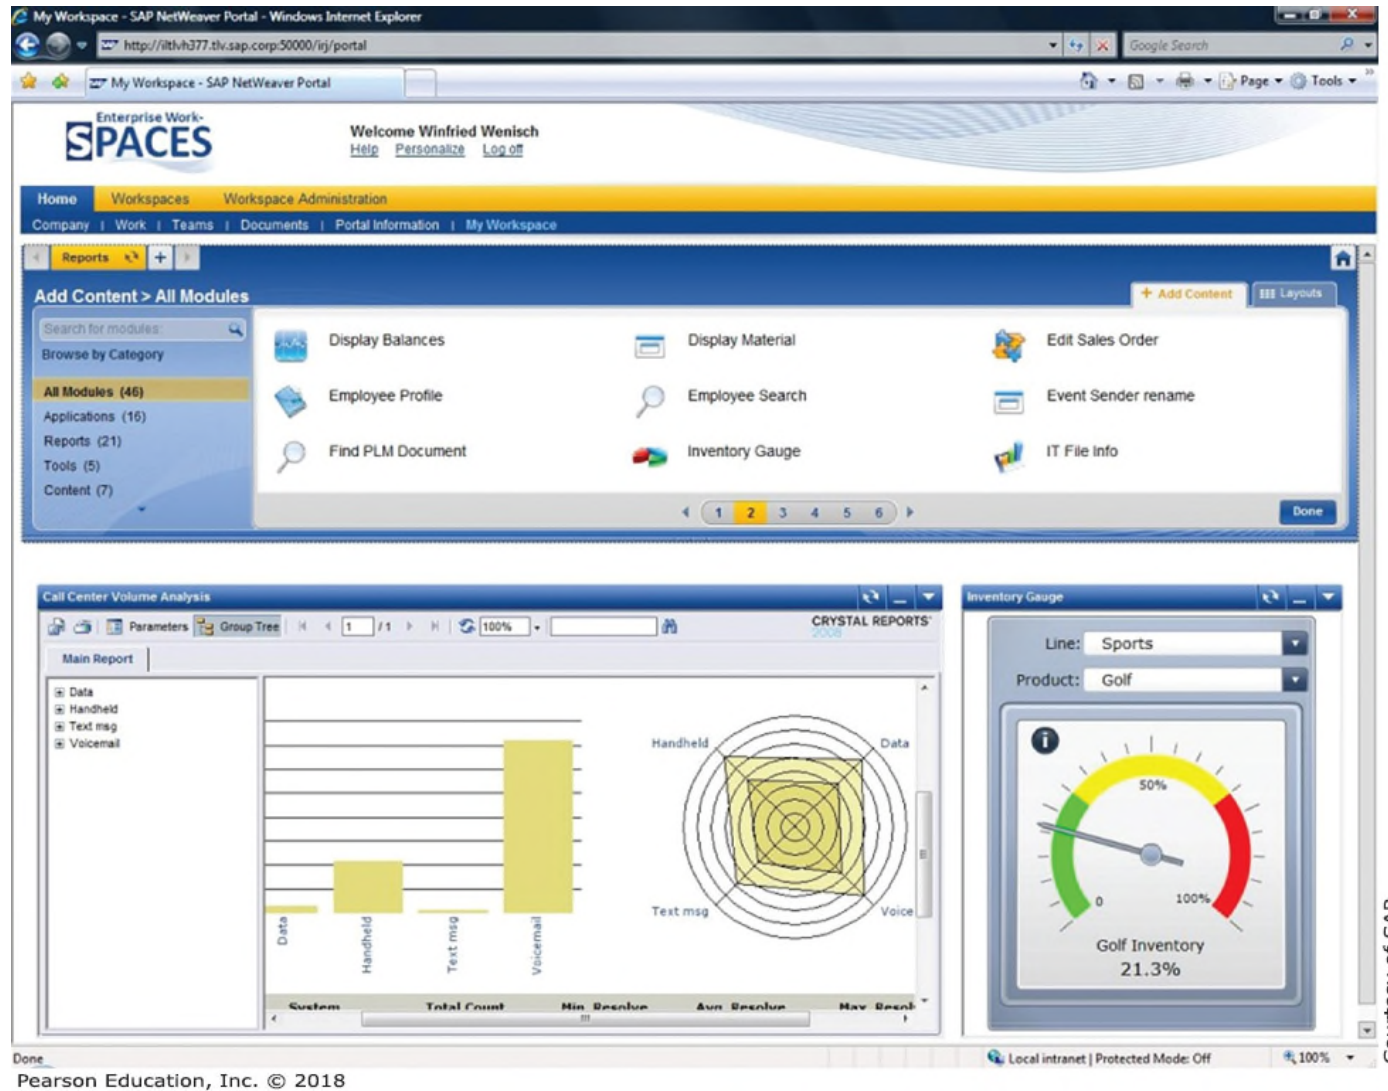 My Workspace - SAP NetWeaver Portal - Windows Internet Explorer
http://iltlvh377.tlv.sap.corp:50000/irj/portal
Google Search
My Workspace - SAP NetWeaver Portal
Page
Tools
Enterprise Work-
SPACES
Welcome Winfried Wenisch
Help Personalize Log off
Home Workspaces Workspace Administration
Company | Work | Teams | Documents | Portal Information | My Workspace
Reports
Add Content > All Modules
+ Add Content
Layouts
Search for modules:
Browse by Category
All Modules (46)
Applications (16)
Reports (21)
Tools (5)
Content (7)
Display Balances
Display Material
Edit Sales Order
Employee Profile
Employee Search
Event Sender rename
Find PLM Document
Inventory Gauge
IT File Info
1 2 3 4 5 6
Done
Call Center Volume Analysis
Parameters Group Tree 1 / 1 100%
CRYSTAL REPORTS
2008
Main Report
Data
Handheld
Text msg
Voicemail
Data
Handheld
Text msg
Voicemail
Handheld
Data
Text msg
Voice
System Total Count Min Resolve Avg Resolve Max Resol
Inventory Gauge
Line: Sports
Product: Golf
i
50%
0
100%
Golf Inventory
21.3%
Courtesy of SAP
Done
Local intranet | Protected Mode: Off
100%
Pearson Education, Inc. © 2018